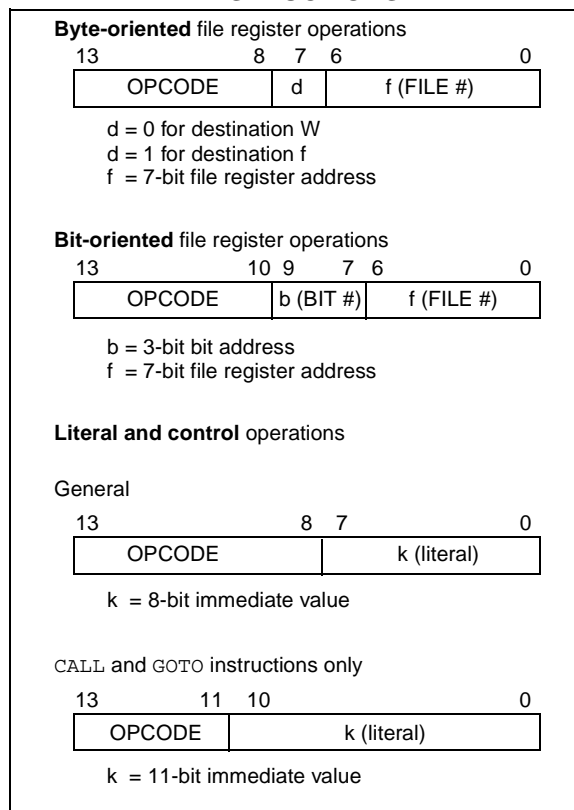 Byte-oriented file register operations
13 8 7 6 0
OPCODE d f (FILE #)
d = 0 for destination W
d = 1 for destination f
f = 7-bit file register address
Bit-oriented file register operations
13 10 9 7 6 0
OPCODE b (BIT #) f (FILE #)
b = 3-bit bit address
f = 7-bit file register address
Literal and control operations
General
13 8 7 0
OPCODE k (literal)
k = 8-bit immediate value
CALL and GOTO instructions only
13 11 10 0
OPCODE k (literal)
k = 11-bit immediate value